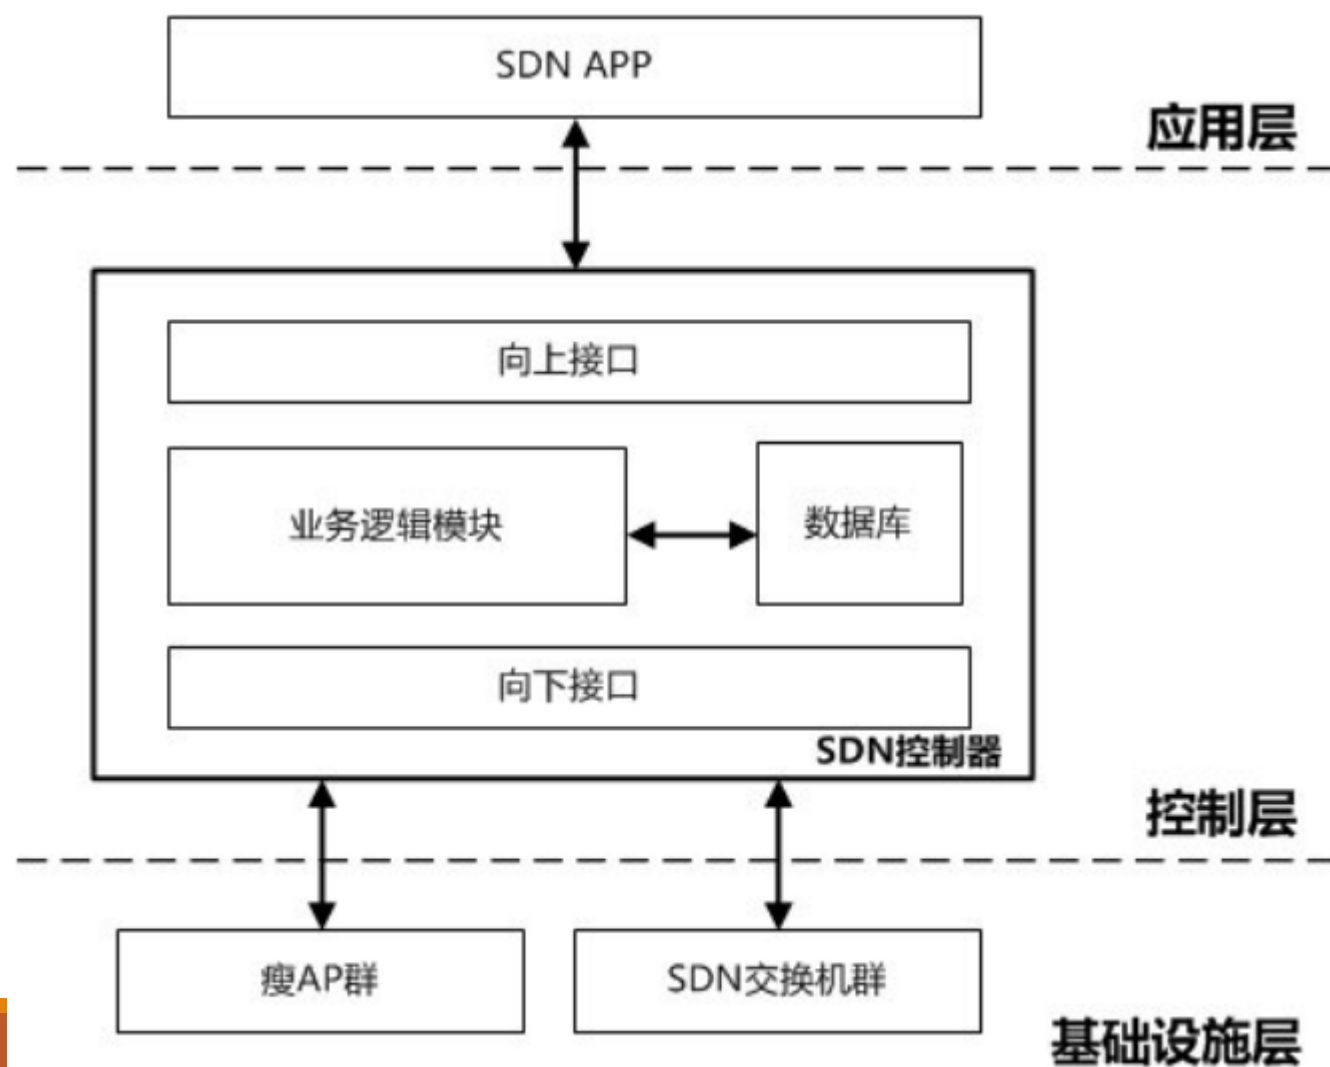 SDN APP
应用层
向上接口
业务逻辑模块
数据库
向下接口
SDN控制器
控制层
瘦AP群
SDN交换机群
基础设施层